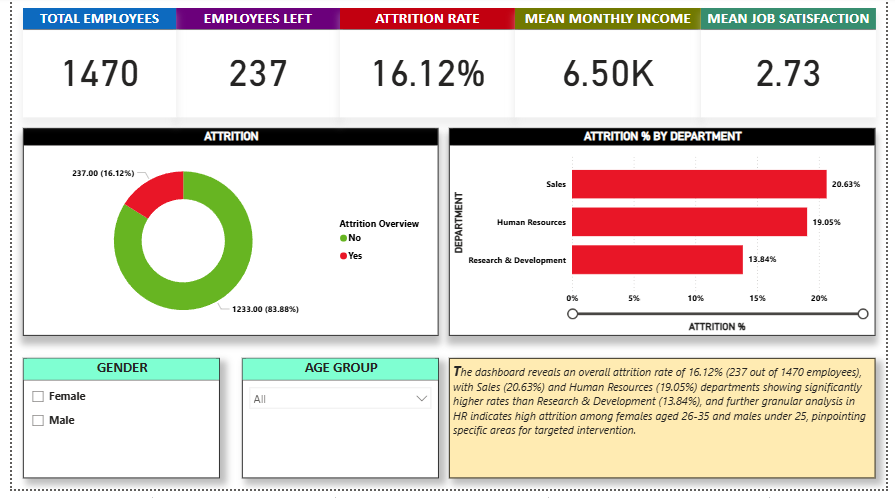 TOTAL EMPLOYEES
1470
EMPLOYEES LEFT
237
ATTRITION RATE
16.12%
MEAN MONTHLY INCOME
6.50K
MEAN JOB SATISFACTION
2.73
ATTRITION
237.00 (16.12%)
1233.00 (83.88%)
Attrition Overview
No
Yes
ATTRITION % BY DEPARTMENT
DEPARTMENT
Sales
20.63%
Human Resources
19.05%
Research & Development
13.84%
0%
5%
10%
15%
20%
ATTRITION %
GENDER
Female
Male
AGE GROUP
All
The dashboard reveals an overall attrition rate of 16.12% (237 out of 1470 employees),
with Sales (20.63%) and Human Resources (19.05%) departments showing significantly
higher rates than Research & Development (13.84%), and further granular analysis in
HR indicates high attrition among females aged 26-35 and males under 25, pinpointing
specific areas for targeted intervention.